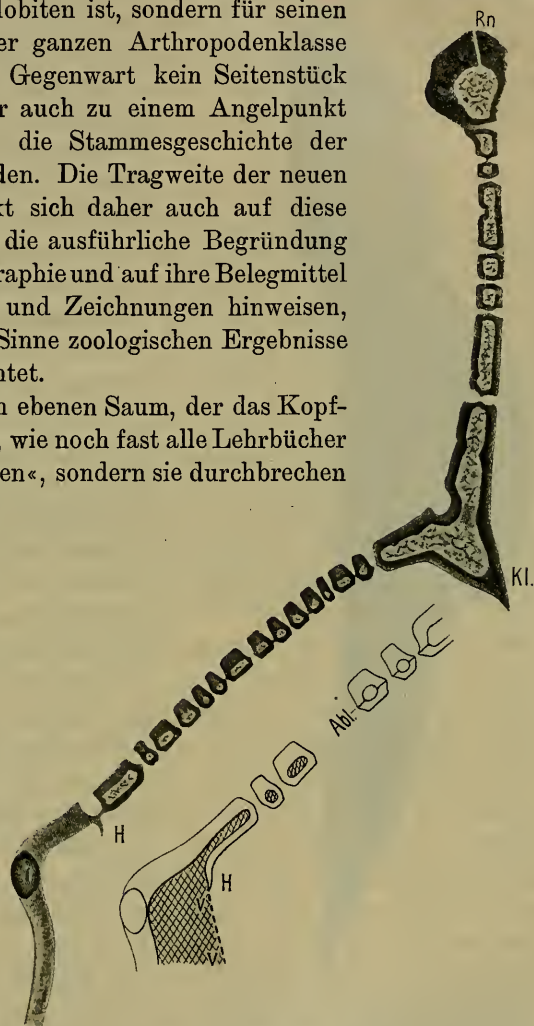 lobiten ist, sondern für seinen
er ganzen Arthropodenklasse
Gegenwart kein Seitenstück
r auch zu einem Angelpunkt
die Stammesgeschichte der
den. Die Tragweite der neuen
kt sich daher auch auf diese
die ausführliche Begründung
raphie und auf ihre Belegmittel
und Zeichnungen hinweisen,
Sinne zoologischen Ergebnisse
ntet.
n ebenen Saum, der das Kopf-
, wie noch fast alle Lehrbücher
en«, sondern sie durchbrechen
Rn
Kl.
Abl.
H
H
V.
V.